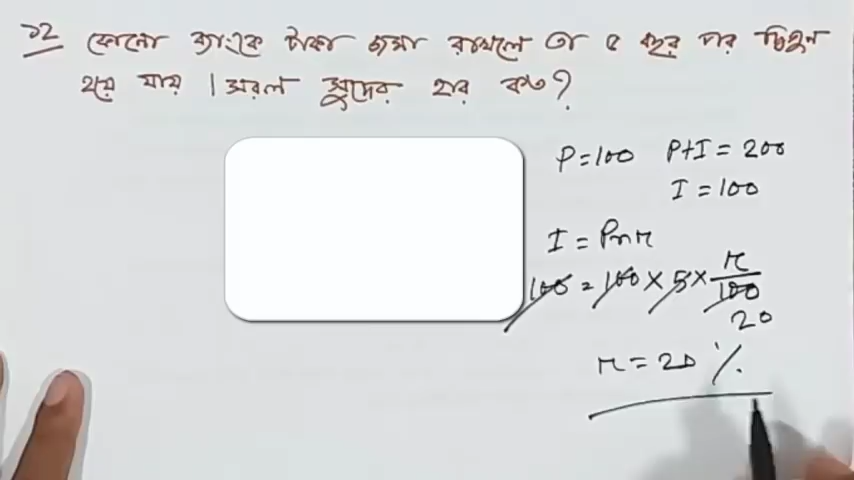 ১২ কোনো ব্যাংকে টাকা জমা রাখলে তা ৫ বছর পর দ্বিগুন
হয়ে যায় । সরল সুদের হার কত?
P = 100 P+I = 200
I = 100
I = Pnr
100 = 100 × 5 × r/100
20
r = 20 %